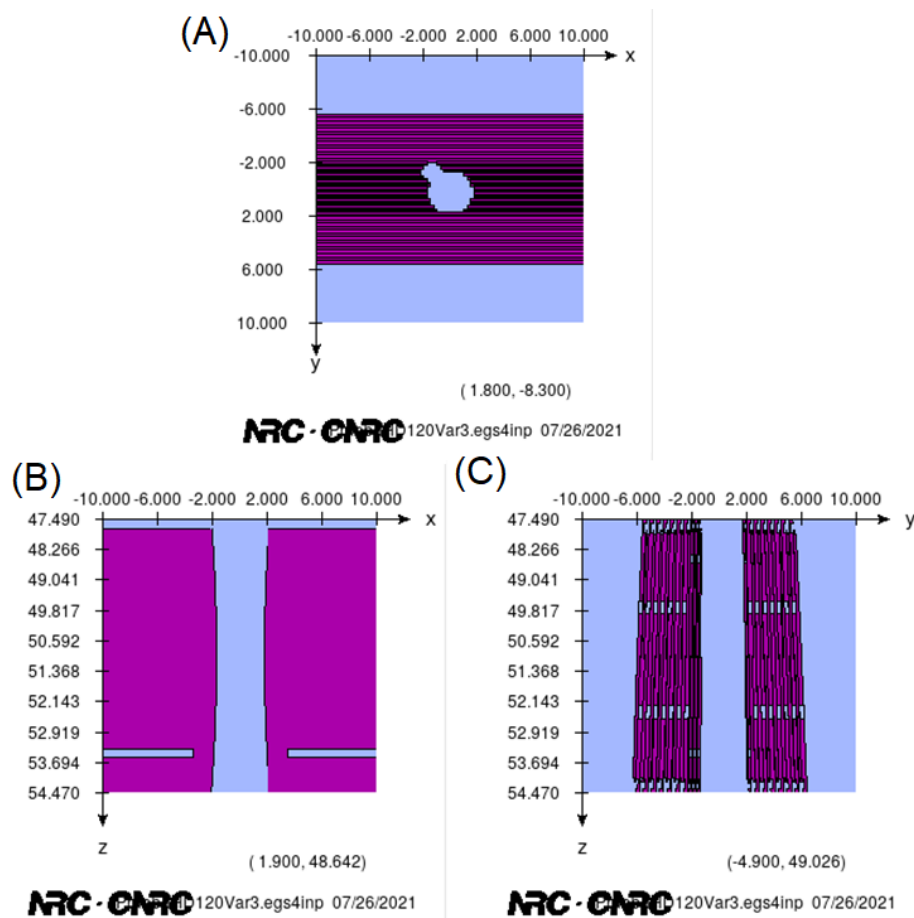 (A)
-10.000 -6.000 -2.000 2.000 6.000 10.000
x
-10.000
-6.000
-2.000
2.000
6.000
10.000
y
( 1.800, -8.300)
NRC - CNRC HD120Var3.egs4inp 07/26/2021
(B)
-10.000 -6.000 -2.000 2.000 6.000 10.000
x
47.490
48.266
49.041
49.817
50.592
51.368
52.143
52.919
53.694
54.470
z
( 1.900, 48.642)
NRC - CNRC HD120Var3.egs4inp 07/26/2021
(C)
-10.000 -6.000 -2.000 2.000 6.000 10.000
y
47.490
48.266
49.041
49.817
50.592
51.368
52.143
52.919
53.694
54.470
z
(-4.900, 49.026)
NRC - CNRC HD120Var3.egs4inp 07/26/2021